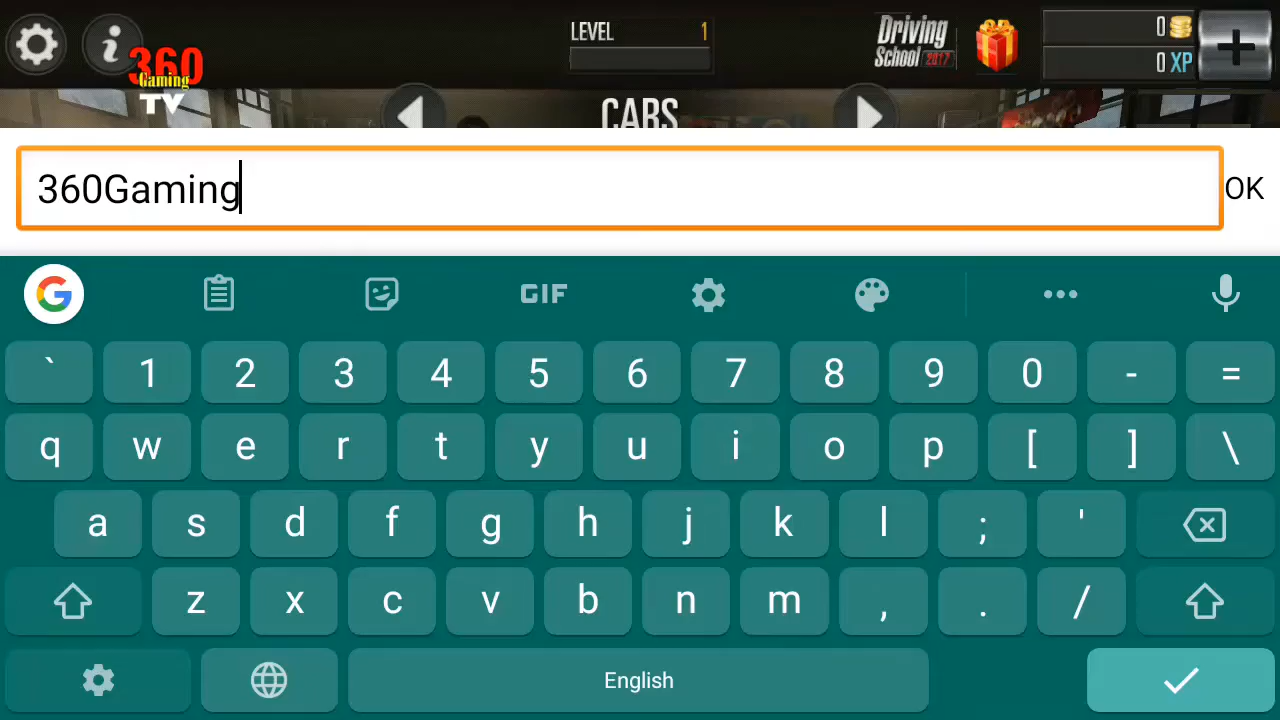 LEVEL 1
Driving
School 2017
0
0 XP
360
Gaming
TV
CARS
360Gaming
OK
G
GIF
` 1 2 3 4 5 6 7 8 9 0 - =
q w e r t y u i o p [ ] \
a s d f g h j k l ; '
z x c v b n m , . /
English